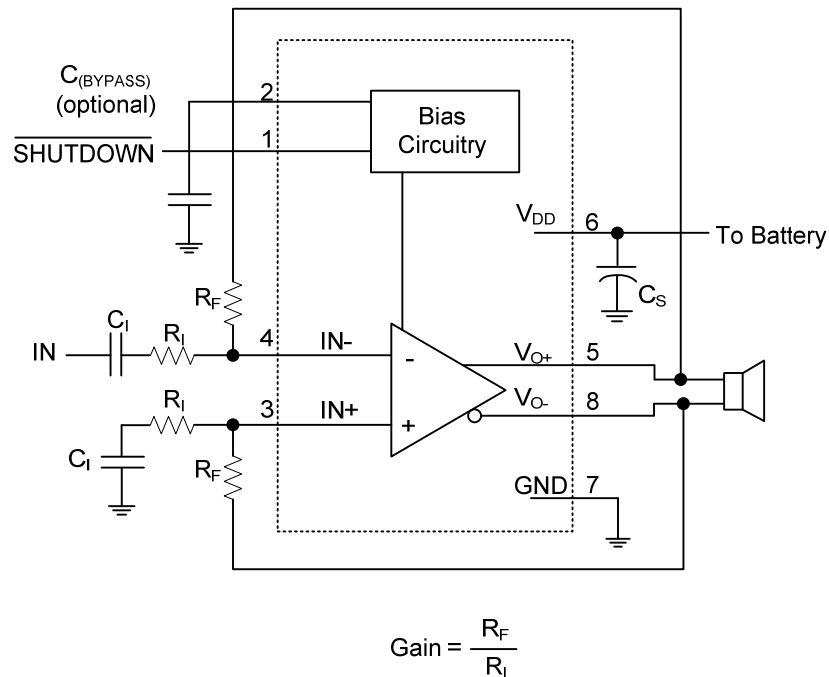 C(BYPASS)
(optional)
2
Bias
Circuitry
SHUTDOWN
1
VDD
6
To Battery
CS
RF
CI
RI
IN
4
IN-
-
VO+
5
RI
3
IN+
+
VO-
8
CI
RF
GND
7
Gain = RF
RI